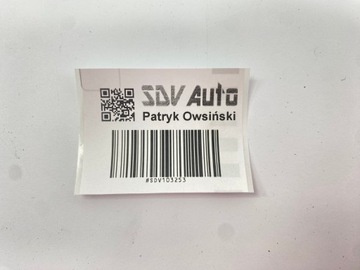 SDV Auto
Patryk Owsiński
#SDV103253